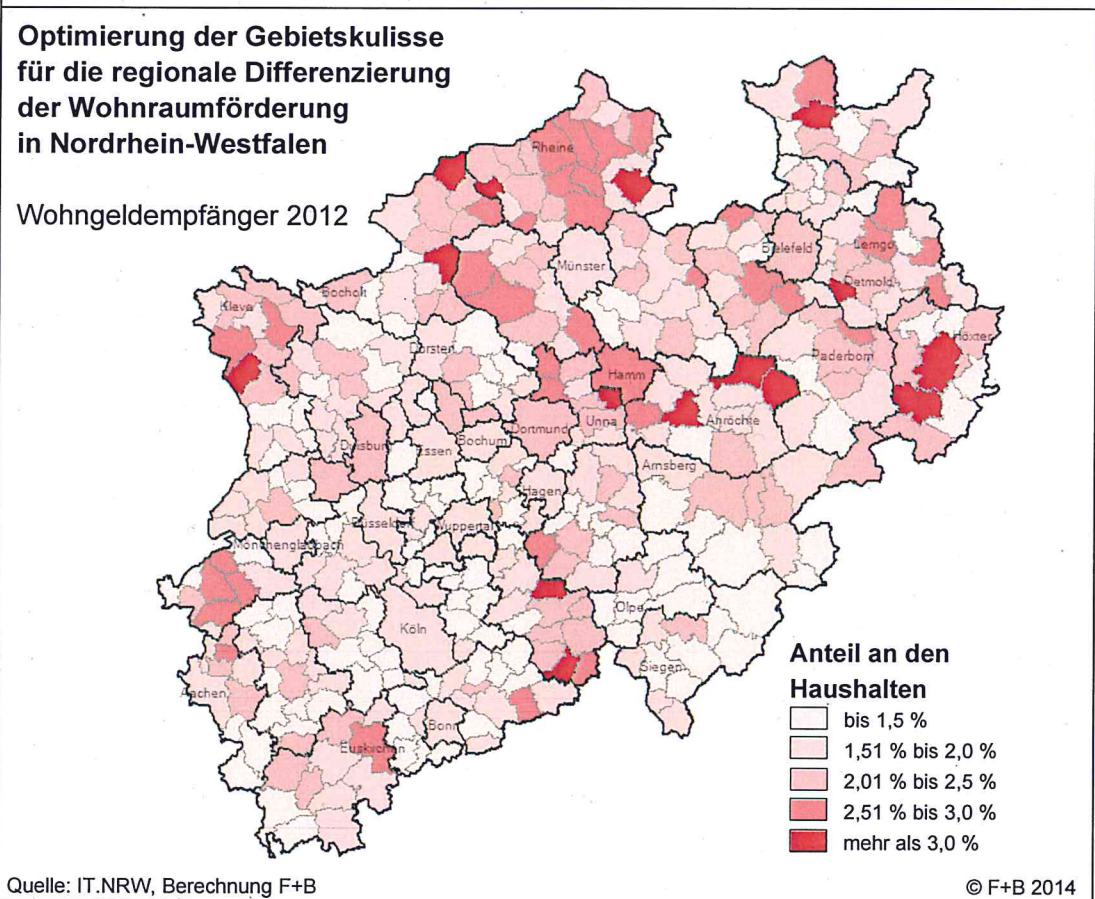 Optimierung der Gebietskulisse
für die regionale Differenzierung
der Wohnraumförderung
in Nordrhein-Westfalen
Wohngeldempfänger 2012
Rheine
Münster
Bielefeld
Lemgo
Detmold
Bocholt
Kleve
Höxter
Paderborn
Dorsten
Hamm
Anröchte
Unna
Dortmund
Bochum
Duisburg
Essen
Arnsberg
Hagen
Düsseldorf
Wuppertal
Mönchengladbach
Olpe
Köln
Siegen
Aachen
Bonn
Euskirchen
Anteil an den
Haushalten
bis 1,5 %
1,51 % bis 2,0 %
2,01 % bis 2,5 %
2,51 % bis 3,0 %
mehr als 3,0 %
Quelle: IT.NRW, Berechnung F+B
© F+B 2014